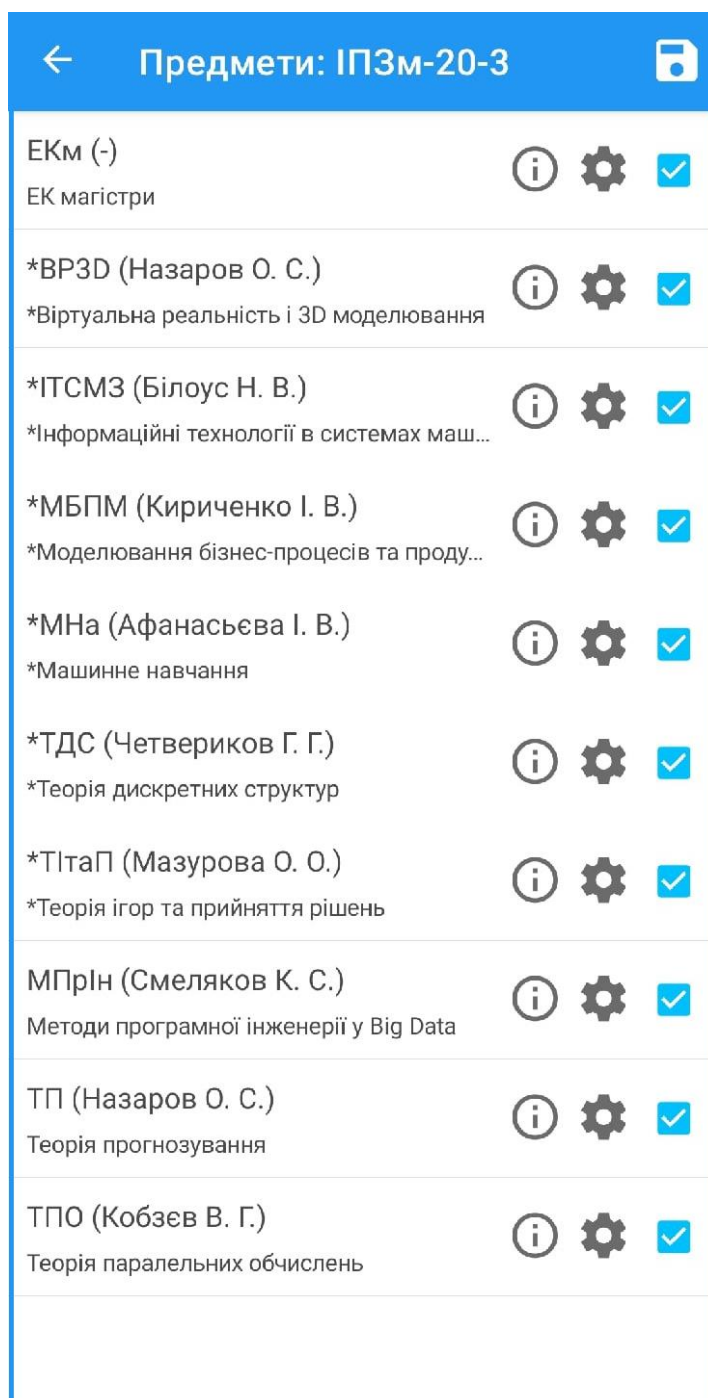 Предмети: ІПЗм-20-3
ЕКм (-)
ЕК магістри
*ВР3D (Назаров О. С.)
*Віртуальна реальність і 3D моделювання
*ІТСМЗ (Білоус Н. В.)
*Інформаційні технології в системах маш...
*МБПМ (Кириченко І. В.)
*Моделювання бізнес-процесів та проду...
*МНа (Афанасьєва І. В.)
*Машинне навчання
*ТДС (Четвериков Г. Г.)
*Теорія дискретних структур
*ТІтаП (Мазурова О. О.)
*Теорія ігор та прийняття рішень
МПрІн (Смеляков К. С.)
Методи програмної інженерії у Big Data
ТП (Назаров О. С.)
Теорія прогнозування
ТПО (Кобзєв В. Г.)
Теорія паралельних обчислень